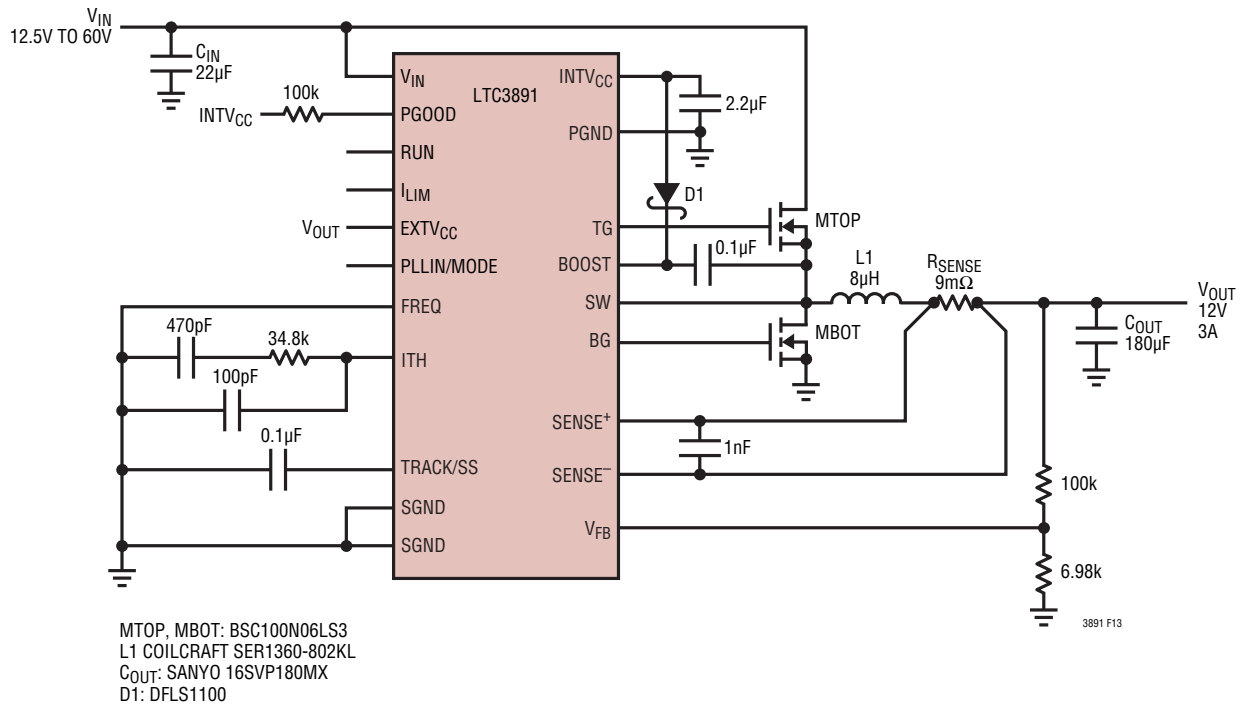 VIN
12.5V TO 60V
CIN
22µF
INTVCC
100k
LTC3891
VIN
PGOOD
RUN
ILIM
VOUT
EXTVCC
PLLIN/MODE
FREQ
ITH
TRACK/SS
SGND
SGND
470pF
34.8k
100pF
0.1µF
INTVCC
PGND
TG
BOOST
SW
BG
SENSE+
SENSE–
VFB
2.2µF
D1
0.1µF
MTOP
MBOT
L1
8µH
RSENSE
9mΩ
VOUT
12V
3A
COUT
180µF
1nF
100k
6.98k
3891 F13
MTOP, MBOT: BSC100N06LS3
L1 COILCRAFT SER1360-802KL
COUT: SANYO 16SVP180MX
D1: DFLS1100